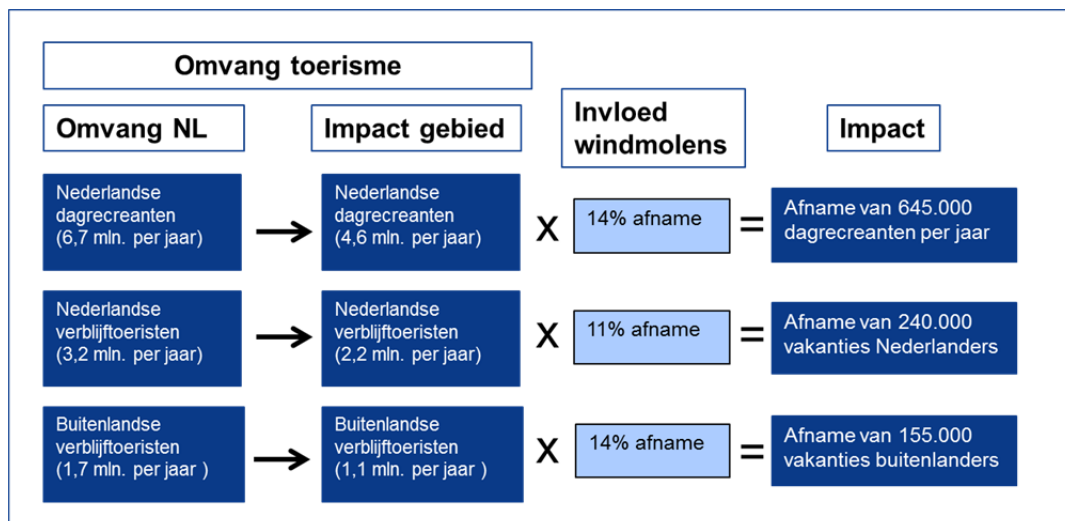 Omvang toerisme
Omvang NL
Impact gebied
Invloed
windmolens
Impact
Nederlandse
dagrecreanten
(6,7 mln. per jaar)
Nederlandse
dagrecreanten
(4,6 mln. per jaar)
X
14% afname
=
Afname van 645.000
dagrecreanten per jaar
Nederlandse
verblijftoeristen
(3,2 mln. per jaar)
Nederlandse
verblijftoeristen
(2,2 mln. per jaar)
X
11% afname
=
Afname van 240.000
vakanties Nederlanders
Buitenlandse
verblijftoeristen
(1,7 mln. per jaar )
Buitenlandse
verblijftoeristen
(1,1 mln. per jaar )
X
14% afname
=
Afname van 155.000
vakanties buitenlanders